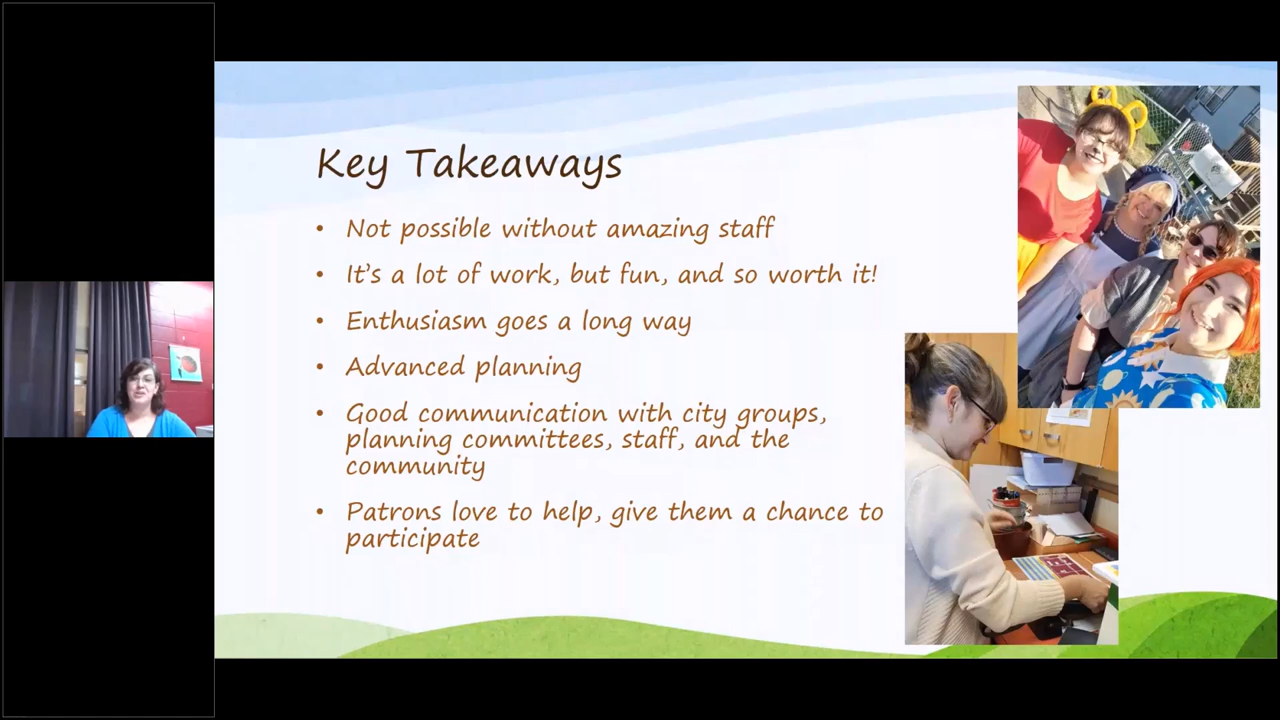 Key Takeaways
• Not possible without amazing staff
• It's a lot of work, but fun, and so worth it!
• Enthusiasm goes a long way
• Advanced planning
• Good communication with city groups,
planning committees, staff, and the
community
• Patrons love to help, give them a chance to
participate